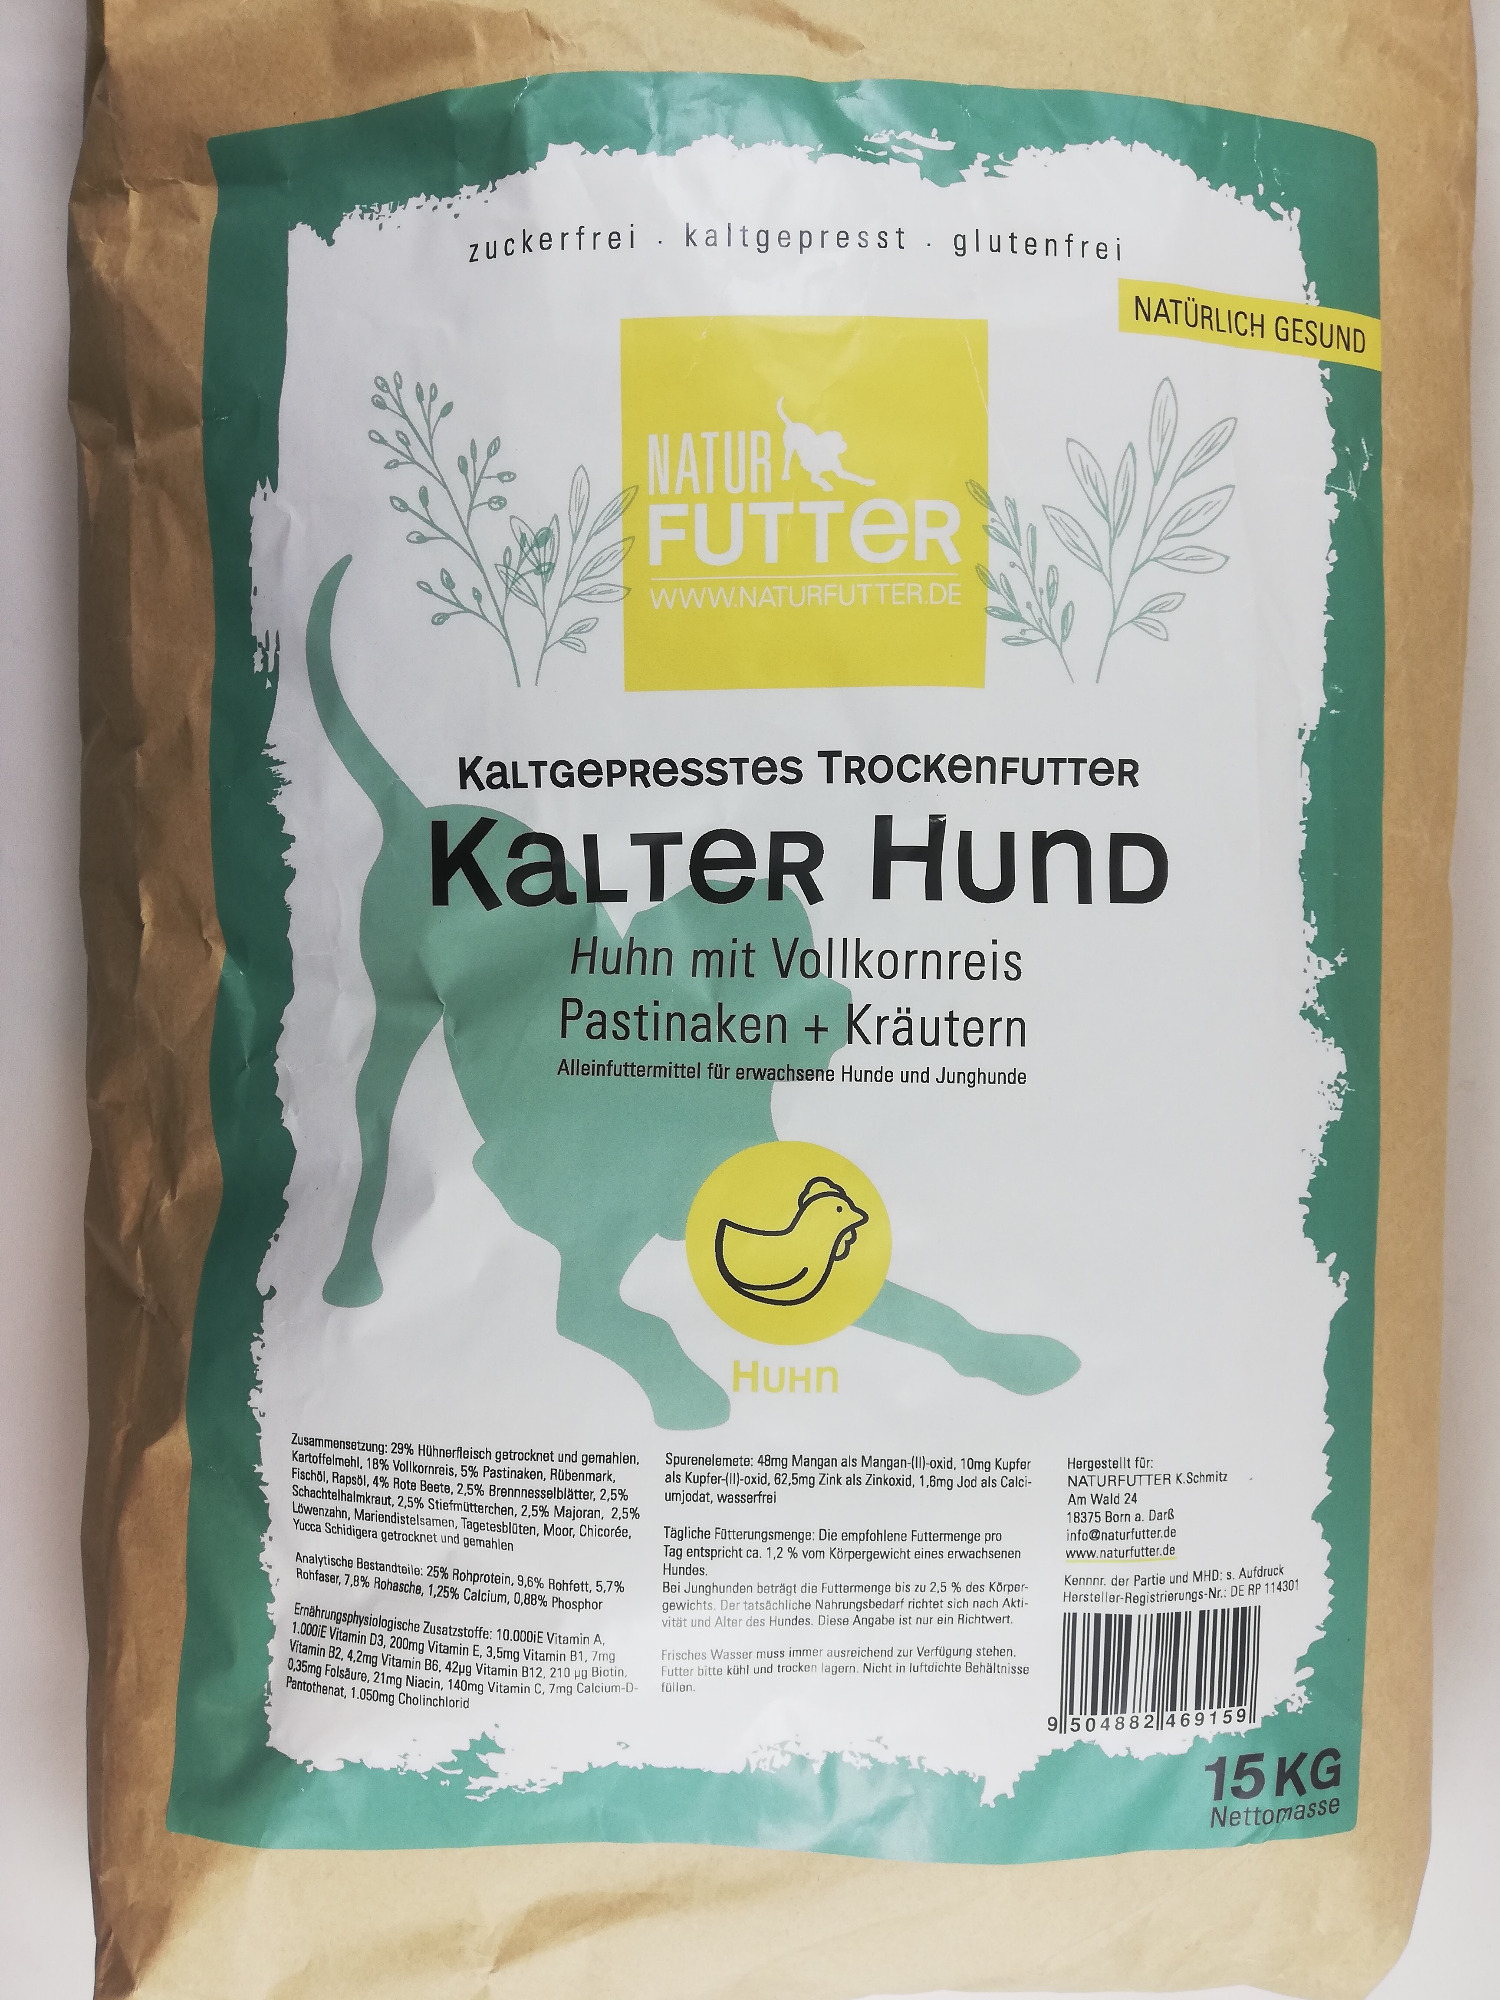 zuckerfrei . kaltgepresst . glutenfrei
NATÜRLICH GESUND
NATUR
FUTTER
WWW.NATURFUTTER.DE
KALTGEPRESSTES TROCKENFUTTER
KALTER HUND
Huhn mit Vollkornreis
Pastinaken + Kräutern
Alleinfuttermittel für erwachsene Hunde und Junghunde
HUHN
Zusammensetzung: 29% Hühnerfleisch getrocknet und gemahlen,
Kartoffelmehl, 18% Vollkornreis, 5% Pastinaken, Rübenmark,
Fischöl, Rapsöl, 4% Rote Beete, 2,5% Brennnesselblätter, 2,5%
Schachtelhalmkraut, 2,5% Stiefmütterchen, 2,5% Majoran, 2,5%
Löwenzahn, Mariendistelsamen, Tagetesblüten, Moor, Chicorée,
Yucca Schidigera getrocknet und gemahlen
Analytische Bestandteile: 25% Rohprotein, 9,6% Rohfett, 5,7%
Rohfaser, 7,8% Rohasche, 1,25% Calcium, 0,88% Phosphor
Ernährungsphysiologische Zusatzstoffe: 10.000iE Vitamin A,
1.000iE Vitamin D3, 200mg Vitamin E, 3,5mg Vitamin B1, 7mg
Vitamin B2, 4,2mg Vitamin B6, 42µg Vitamin B12, 210 µg Biotin,
0,35mg Folsäure, 21mg Niacin, 140mg Vitamin C, 7mg Calcium-D-
Pantothenat, 1.050mg Cholinchlorid
Spurenelemete: 48mg Mangan als Mangan-(II)-oxid, 10mg Kupfer
als Kupfer-(II)-oxid, 62,5mg Zink als Zinkoxid, 1,6mg Jod als Calci-
umjodat, wasserfrei
Tägliche Fütterungsmenge: Die empfohlene Futtermenge pro
Tag entspricht ca. 1,2 % vom Körpergewicht eines erwachsenen
Hundes.
Bei Junghunden beträgt die Futtermenge bis zu 2,5 % des Körper-
gewichts. Der tatsächliche Nahrungsbedarf richtet sich nach Akti-
vität und Alter des Hundes. Diese Angabe ist nur ein Richtwert.
Frisches Wasser muss immer ausreichend zur Verfügung stehen.
Futter bitte kühl und trocken lagern. Nicht in luftdichte Behältnisse
füllen.
Hergestellt für:
NATURFUTTER K.Schmitz
Am Wald 24
18375 Born a. Darß
info@naturfutter.de
www.naturfutter.de
Kennnr. der Partie und MHD: s. Aufdruck
Hersteller-Registrierungs-Nr.: DE RP 114301
9 504882 469159
15 KG
Nettomasse